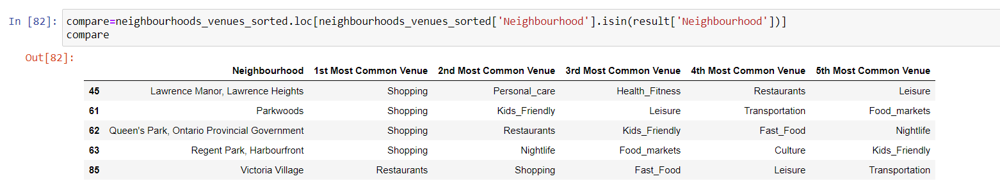 In [82]: compare=neighbourhoods_venues_sorted.loc[neighbourhoods_venues_sorted['Neighbourhood'].isin(result['Neighbourhood'])]
compare
Out[82]:
Neighbourhood 1st Most Common Venue 2nd Most Common Venue 3rd Most Common Venue 4th Most Common Venue 5th Most Common Venue
45 Lawrence Manor, Lawrence Heights Shopping Personal_care Health_Fitness Restaurants Leisure
61 Parkwoods Shopping Kids_Friendly Leisure Transportation Food_markets
62 Queen's Park, Ontario Provincial Government Shopping Restaurants Kids_Friendly Fast_Food Nightlife
63 Regent Park, Harbourfront Shopping Nightlife Food_markets Culture Kids_Friendly
85 Victoria Village Restaurants Shopping Fast_Food Leisure Transportation